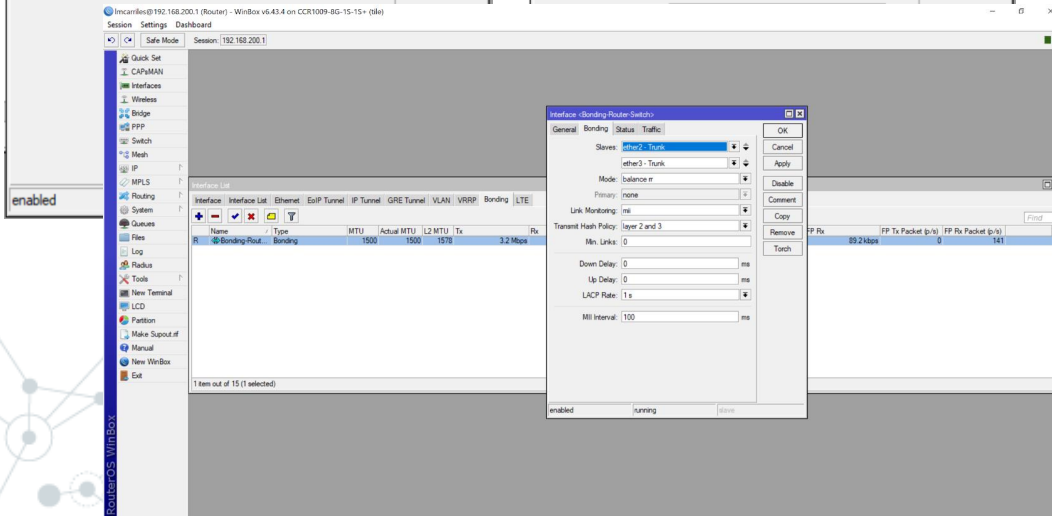 enabled
lmcarriles@192.168.200.1 (Router) - WinBox v6.43.4 on CCR1009-8G-1S-1S+ (tile)
Session Settings Dashboard
Safe Mode Session: 192.168.200.1
Quick Set
CAPsMAN
Interfaces
Wireless
Bridge
PPP
Switch
Mesh
IP
MPLS
Routing
System
Queues
Files
Log
Radius
Tools
New Terminal
LCD
Partition
Make Supout.rif
Manual
New WinBox
Exit
RouterOS WinBox
Interface List
Interface Interface List Ethernet EoIP Tunnel IP Tunnel GRE Tunnel VLAN VRRP Bonding LTE
Find
Name Type MTU Actual MTU L2 MTU Tx Rx FP Rx FP Tx Packet (p/s) FP Rx Packet (p/s)
R Bonding-Rout... Bonding 1500 1500 1578 3.2 Mbps 89.2 kbps 0 141
1 item out of 15 (1 selected)
Interface <Bonding-Router-Switch>
General Bonding Status Traffic
Slaves: ether2 - Trunk
ether3 - Trunk
Mode: balance rr
Primary: none
Link Monitoring: mii
Transmit Hash Policy: layer 2 and 3
Min. Links: 0
Down Delay: 0 ms
Up Delay: 0 ms
LACP Rate: 1 s
MII Interval: 100 ms
OK
Cancel
Apply
Disable
Comment
Copy
Remove
Torch
enabled running slave